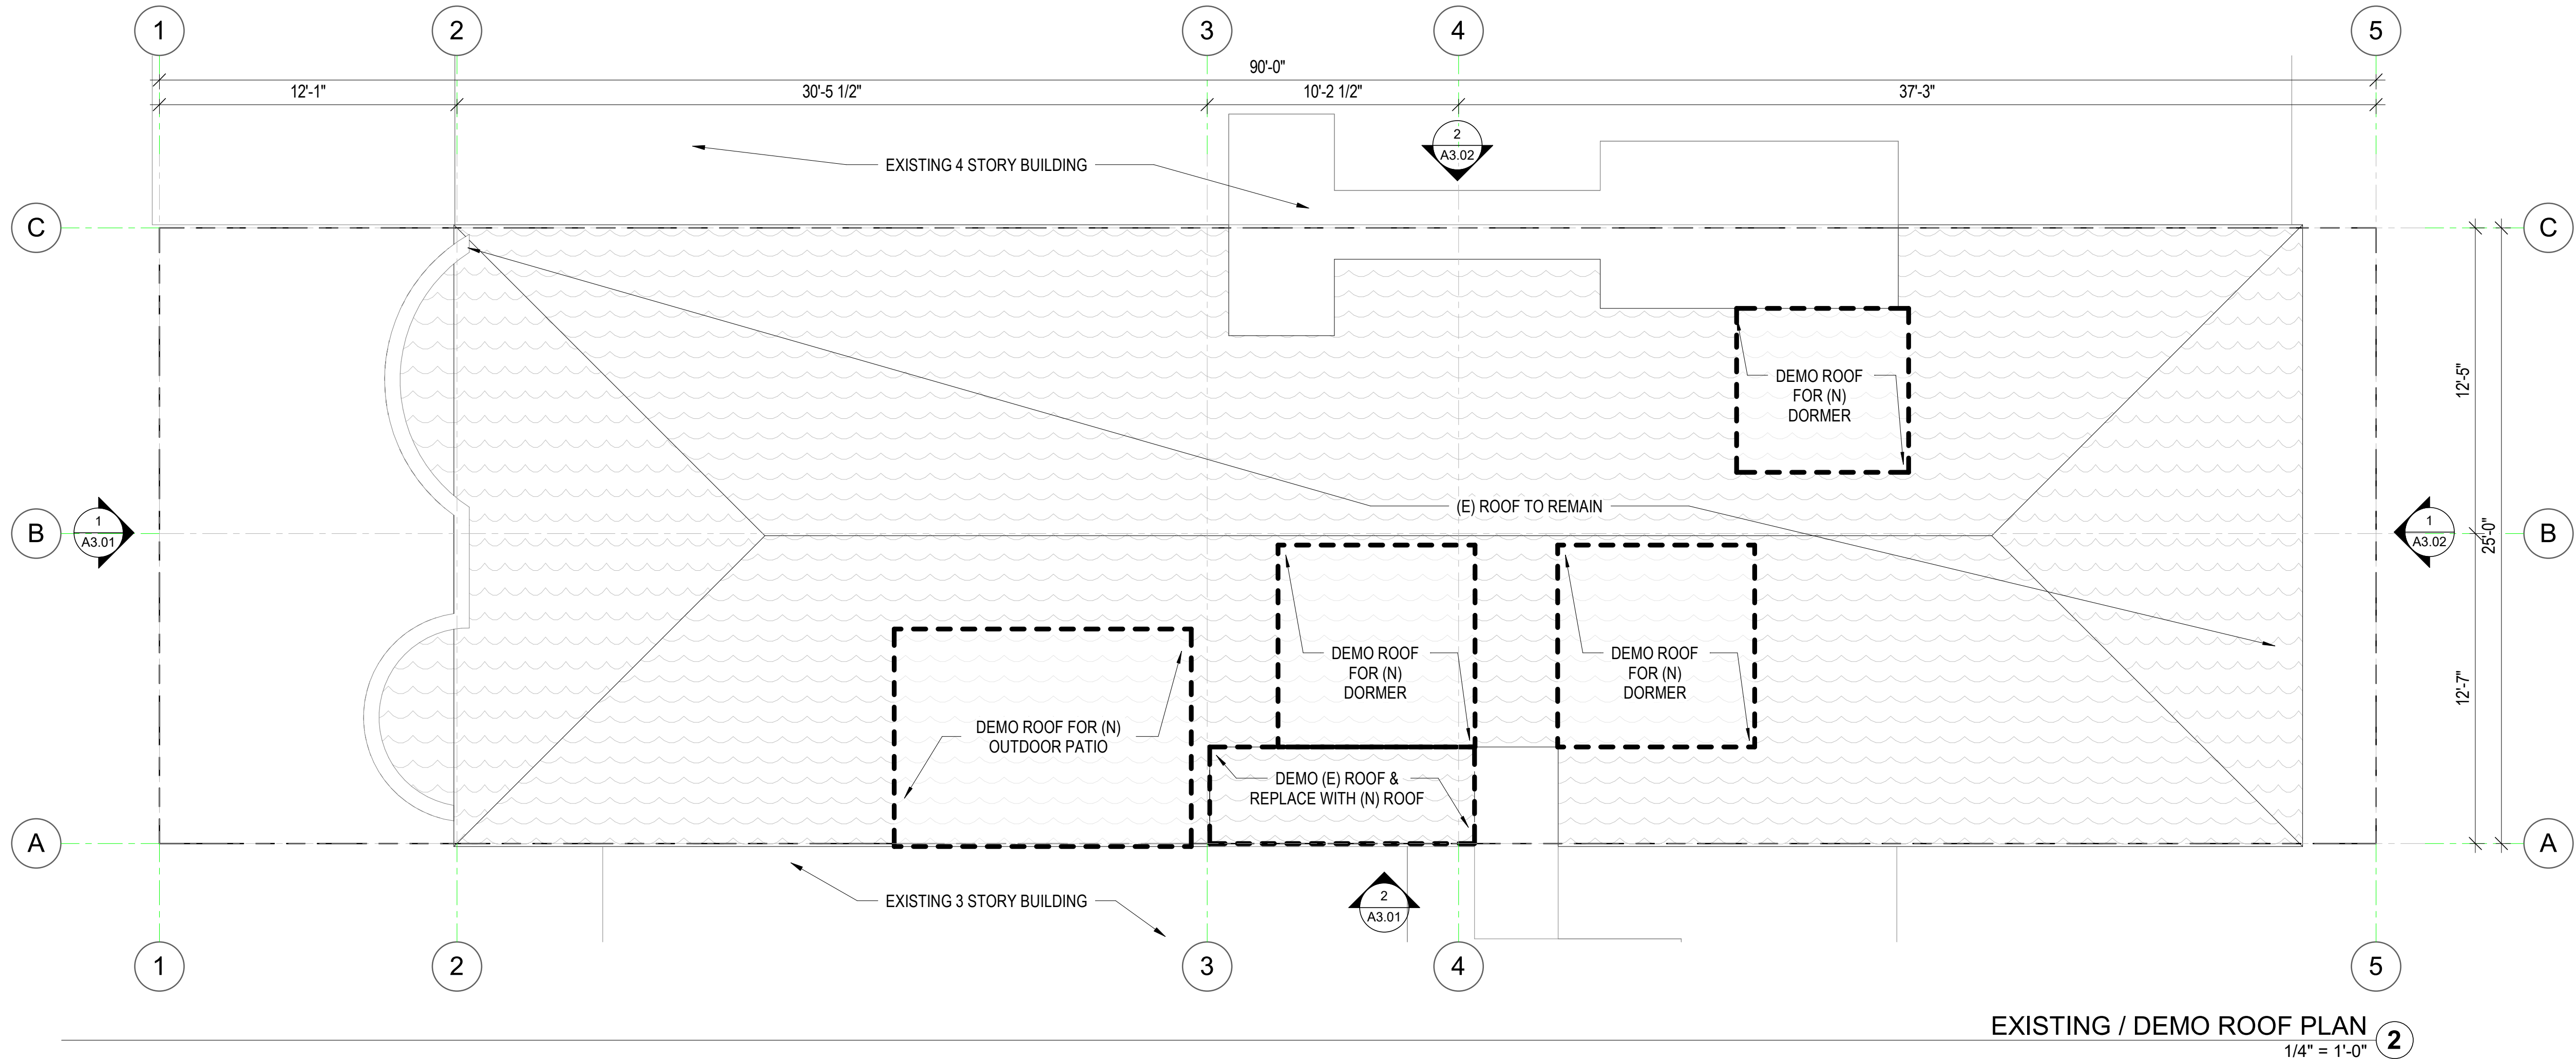 1
2
3
4
5
90'-0"
12'-1"
30'-5 1/2"
10'-2 1/2"
37'-3"
2
A3.02
EXISTING 4 STORY BUILDING
C
C
12'-5"
DEMO ROOF
FOR (N)
DORMER
(E) ROOF TO REMAIN
B
1
A3.01
1
A3.02
25'-0"
B
DEMO ROOF
FOR (N)
DORMER
DEMO ROOF
FOR (N)
DORMER
12'-7"
DEMO ROOF FOR (N)
OUTDOOR PATIO
DEMO (E) ROOF &
REPLACE WITH (N) ROOF
A
A
EXISTING 3 STORY BUILDING
2
A3.01
1
2
3
4
5
EXISTING / DEMO ROOF PLAN
2
1/4" = 1'-0"